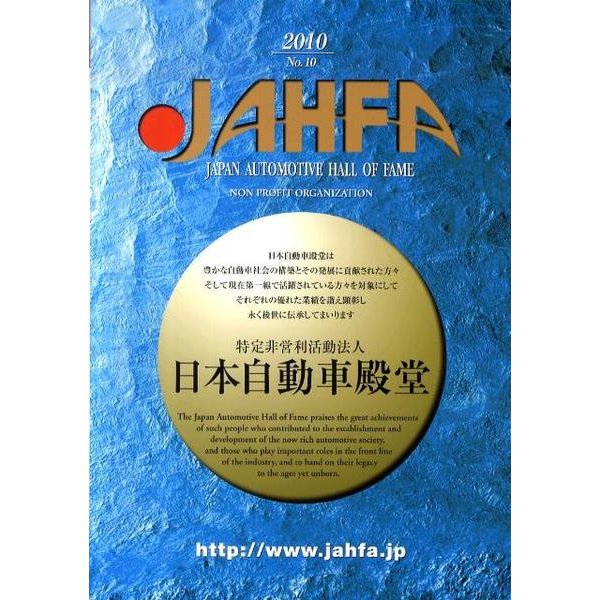 2010
No. 10
JAHFA
JAPAN AUTOMOTIVE HALL OF FAME
NON PROFIT ORGANIZATION
日本自動車殿堂は
豊かな自動車社会の構築とその発展に貢献された方々
そして現在第一線で活躍されている方々を対象にして
それぞれの優れた業績を讃え顕彰し
永く後世に伝承してまいります
特定非営利活動法人
日本自動車殿堂
The Japan Automotive Hall of Fame praises the great achievements
of such people who contributed to the establishment and
development of the now rich automotive society,
and those who play important roles in the front line
of the industry, and to hand on their legacy
to the ages yet unborn.
http://www.jahfa.jp